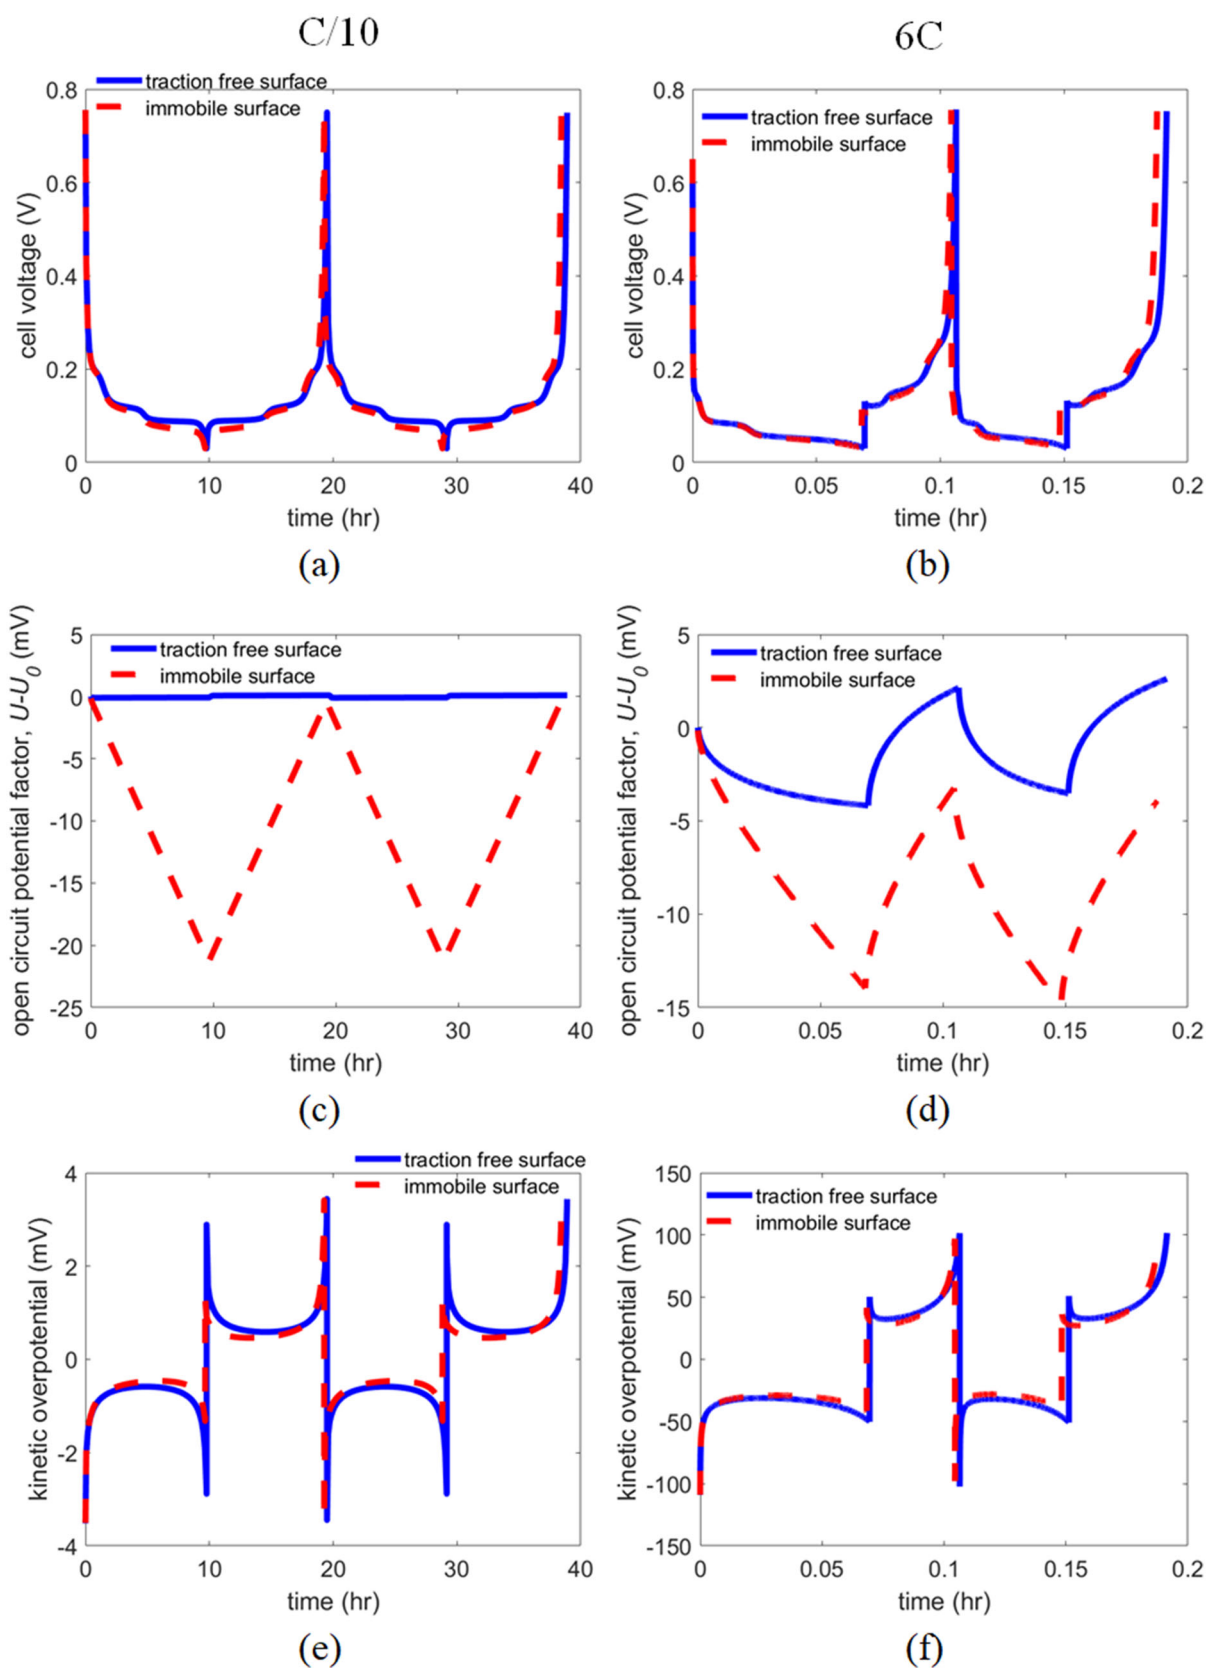 C/10
6C
traction free surface
immobile surface
0.8
0.6
0.4
0.2
0
cell voltage (V)
0 10 20 30 40
time (hr)
(a)
traction free surface
immobile surface
0.8
0.6
0.4
0.2
0
cell voltage (V)
0 0.05 0.1 0.15 0.2
time (hr)
(b)
traction free surface
immobile surface
5
0
-5
-10
-15
-20
-25
open circuit potential factor, U-U0 (mV)
0 10 20 30 40
time (hr)
(c)
traction free surface
immobile surface
5
0
-5
-10
-15
open circuit potential factor, U-U0 (mV)
0 0.05 0.1 0.15 0.2
time (hr)
(d)
traction free surface
immobile surface
4
2
0
-2
-4
kinetic overpotential (mV)
0 10 20 30 40
time (hr)
(e)
traction free surface
immobile surface
150
100
50
0
-50
-100
-150
kinetic overpotential (mV)
0 0.05 0.1 0.15 0.2
time (hr)
(f)